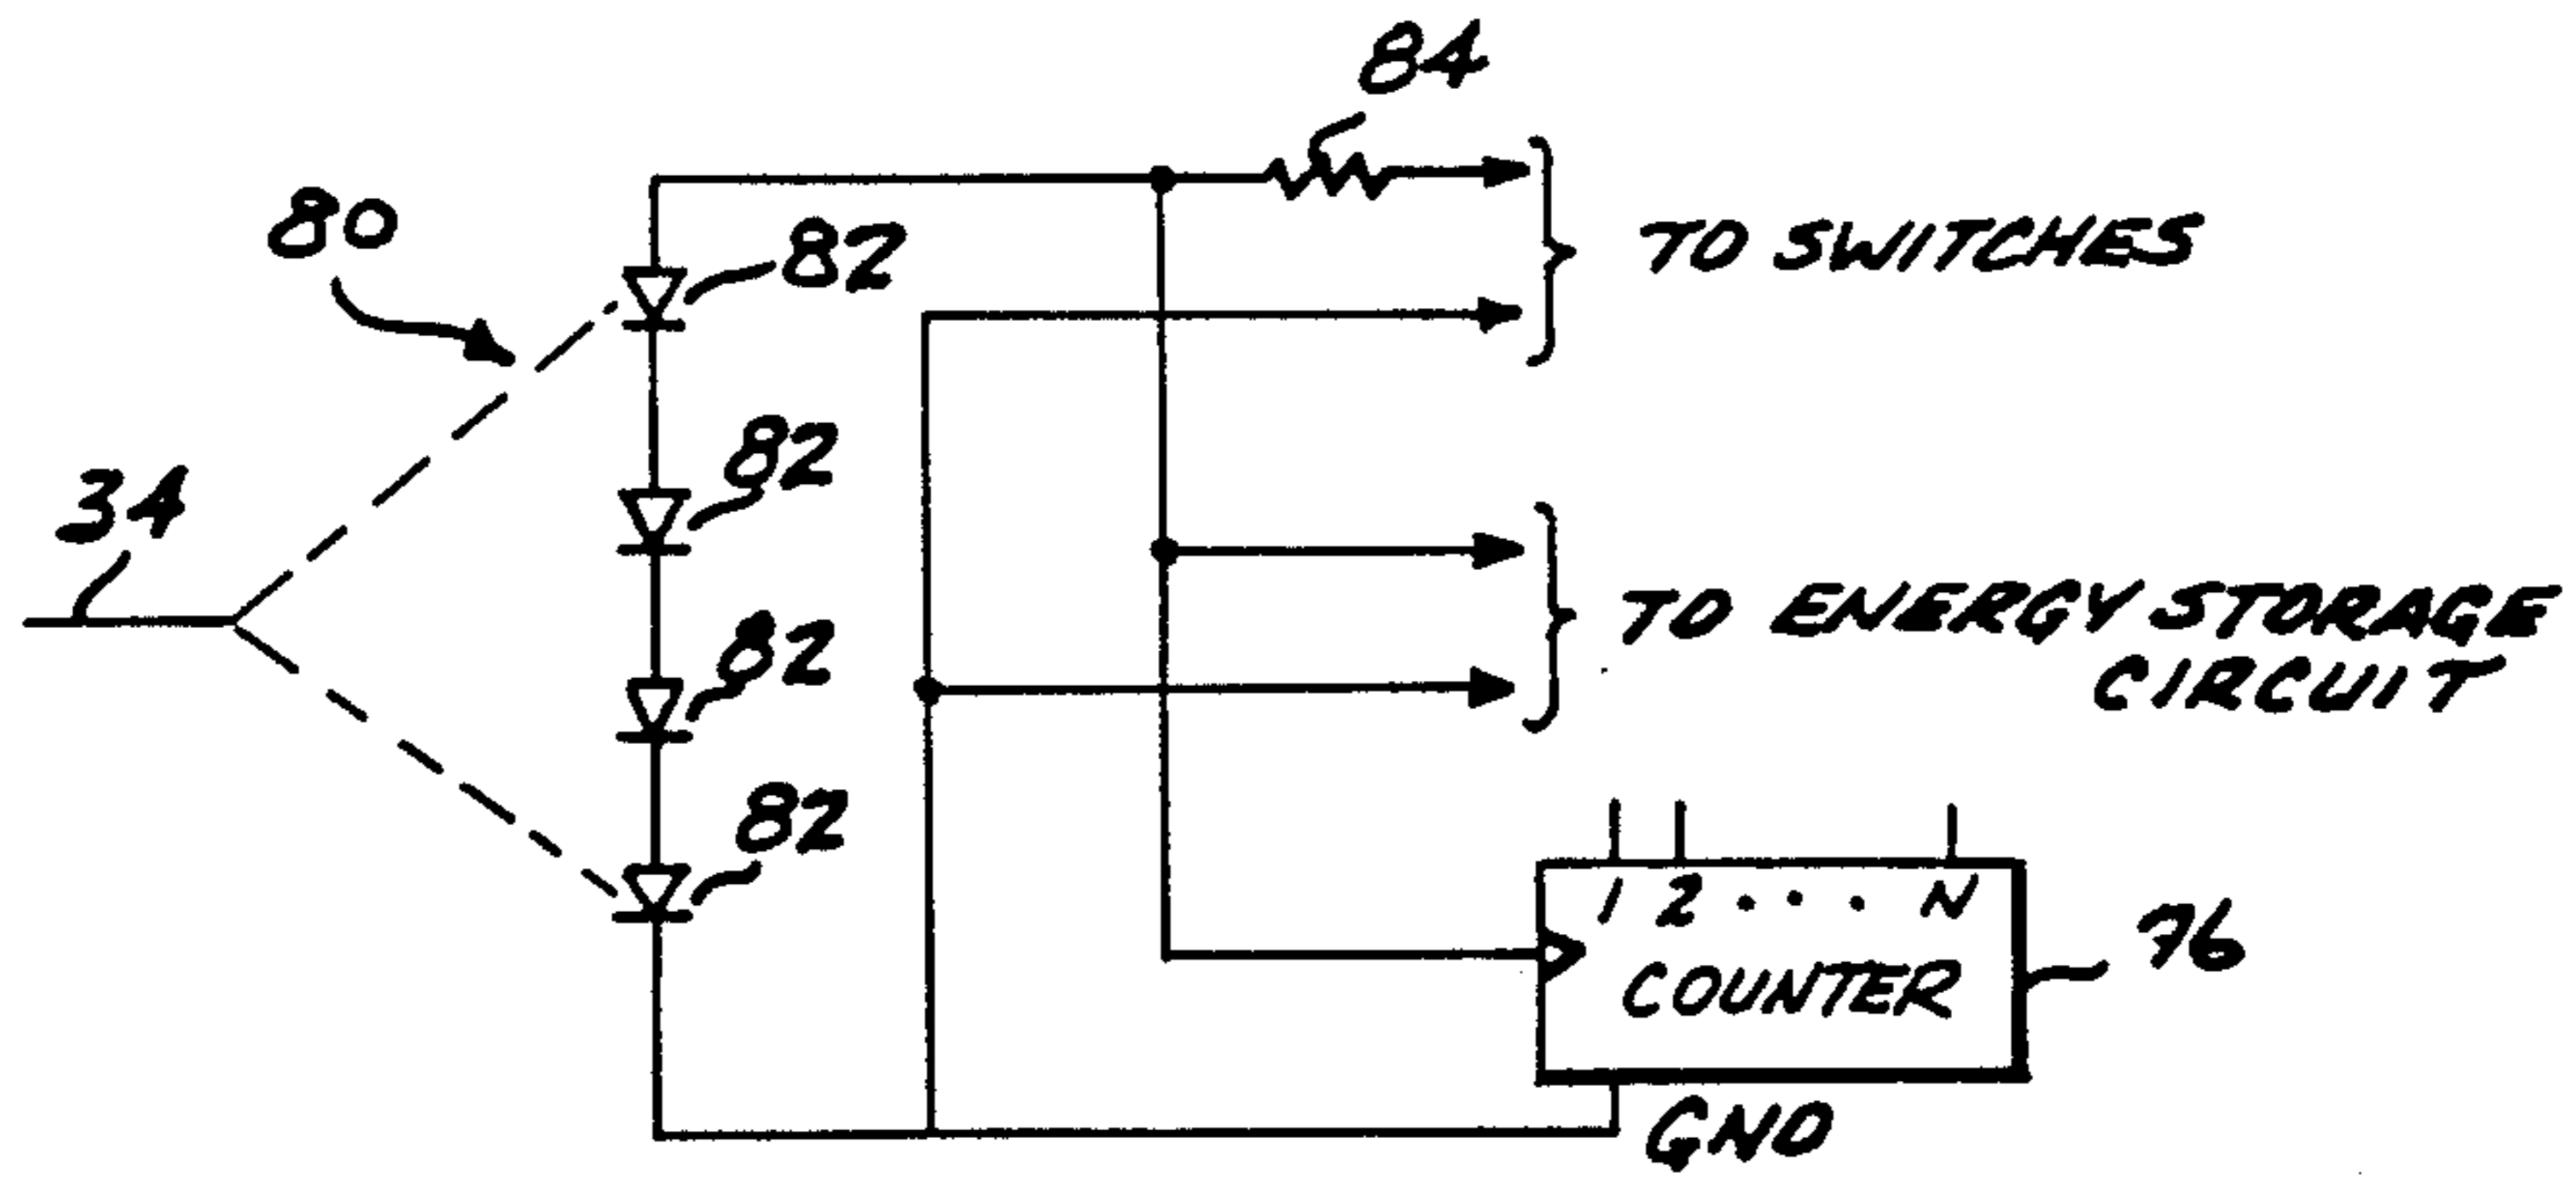 84
80
82
TO SWITCHES
82
34
TO ENERGY STORAGE
CIRCUIT
82
82
1 2 . . . N
76
COUNTER
GND